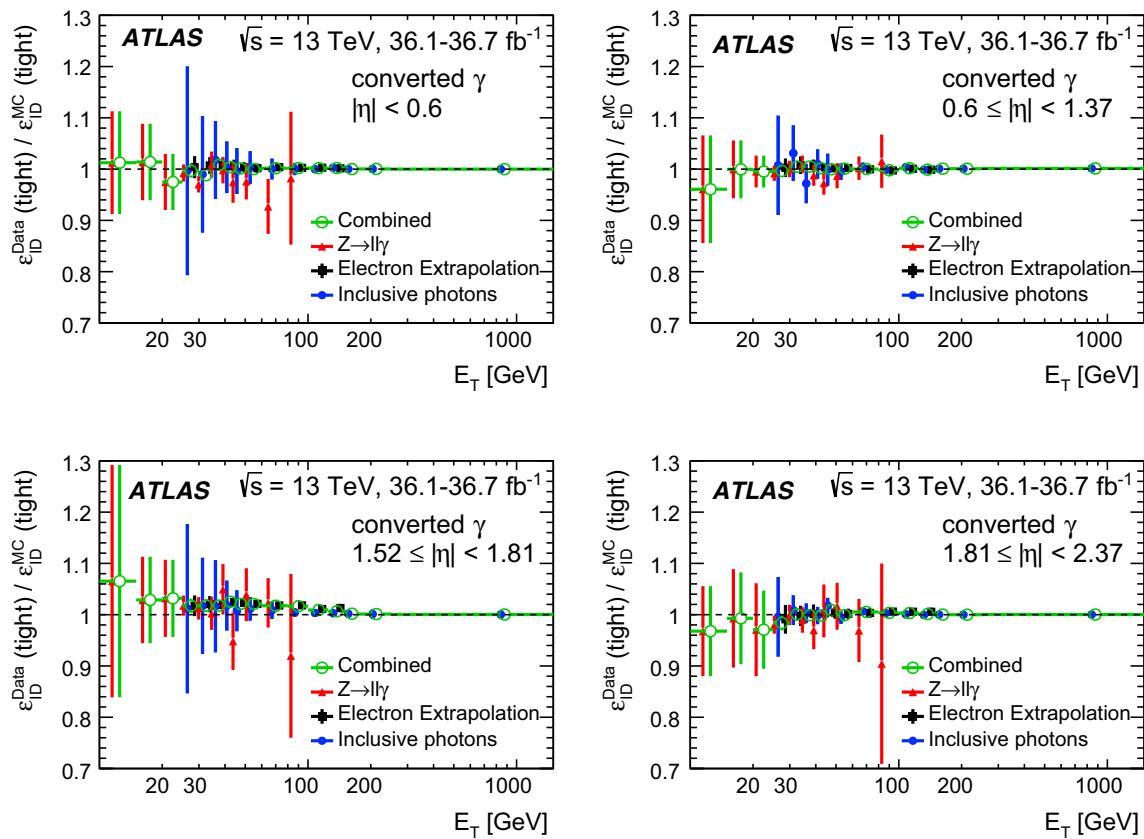 ATLAS √s = 13 TeV, 36.1-36.7 fb⁻¹
converted γ
|η| < 0.6
ε_ID^Data (tight) / ε_ID^MC (tight)
1.3
1.2
1.1
1
0.9
0.8
0.7
Combined
Z→llγ
Electron Extrapolation
Inclusive photons
20 30 100 200 1000
E_T [GeV]
ATLAS √s = 13 TeV, 36.1-36.7 fb⁻¹
converted γ
0.6 ≤ |η| < 1.37
ε_ID^Data (tight) / ε_ID^MC (tight)
1.3
1.2
1.1
1
0.9
0.8
0.7
Combined
Z→llγ
Electron Extrapolation
Inclusive photons
20 30 100 200 1000
E_T [GeV]
ATLAS √s = 13 TeV, 36.1-36.7 fb⁻¹
converted γ
1.52 ≤ |η| < 1.81
ε_ID^Data (tight) / ε_ID^MC (tight)
1.3
1.2
1.1
1
0.9
0.8
0.7
Combined
Z→llγ
Electron Extrapolation
Inclusive photons
20 30 100 200 1000
E_T [GeV]
ATLAS √s = 13 TeV, 36.1-36.7 fb⁻¹
converted γ
1.81 ≤ |η| < 2.37
ε_ID^Data (tight) / ε_ID^MC (tight)
1.3
1.2
1.1
1
0.9
0.8
0.7
Combined
Z→llγ
Electron Extrapolation
Inclusive photons
20 30 100 200 1000
E_T [GeV]